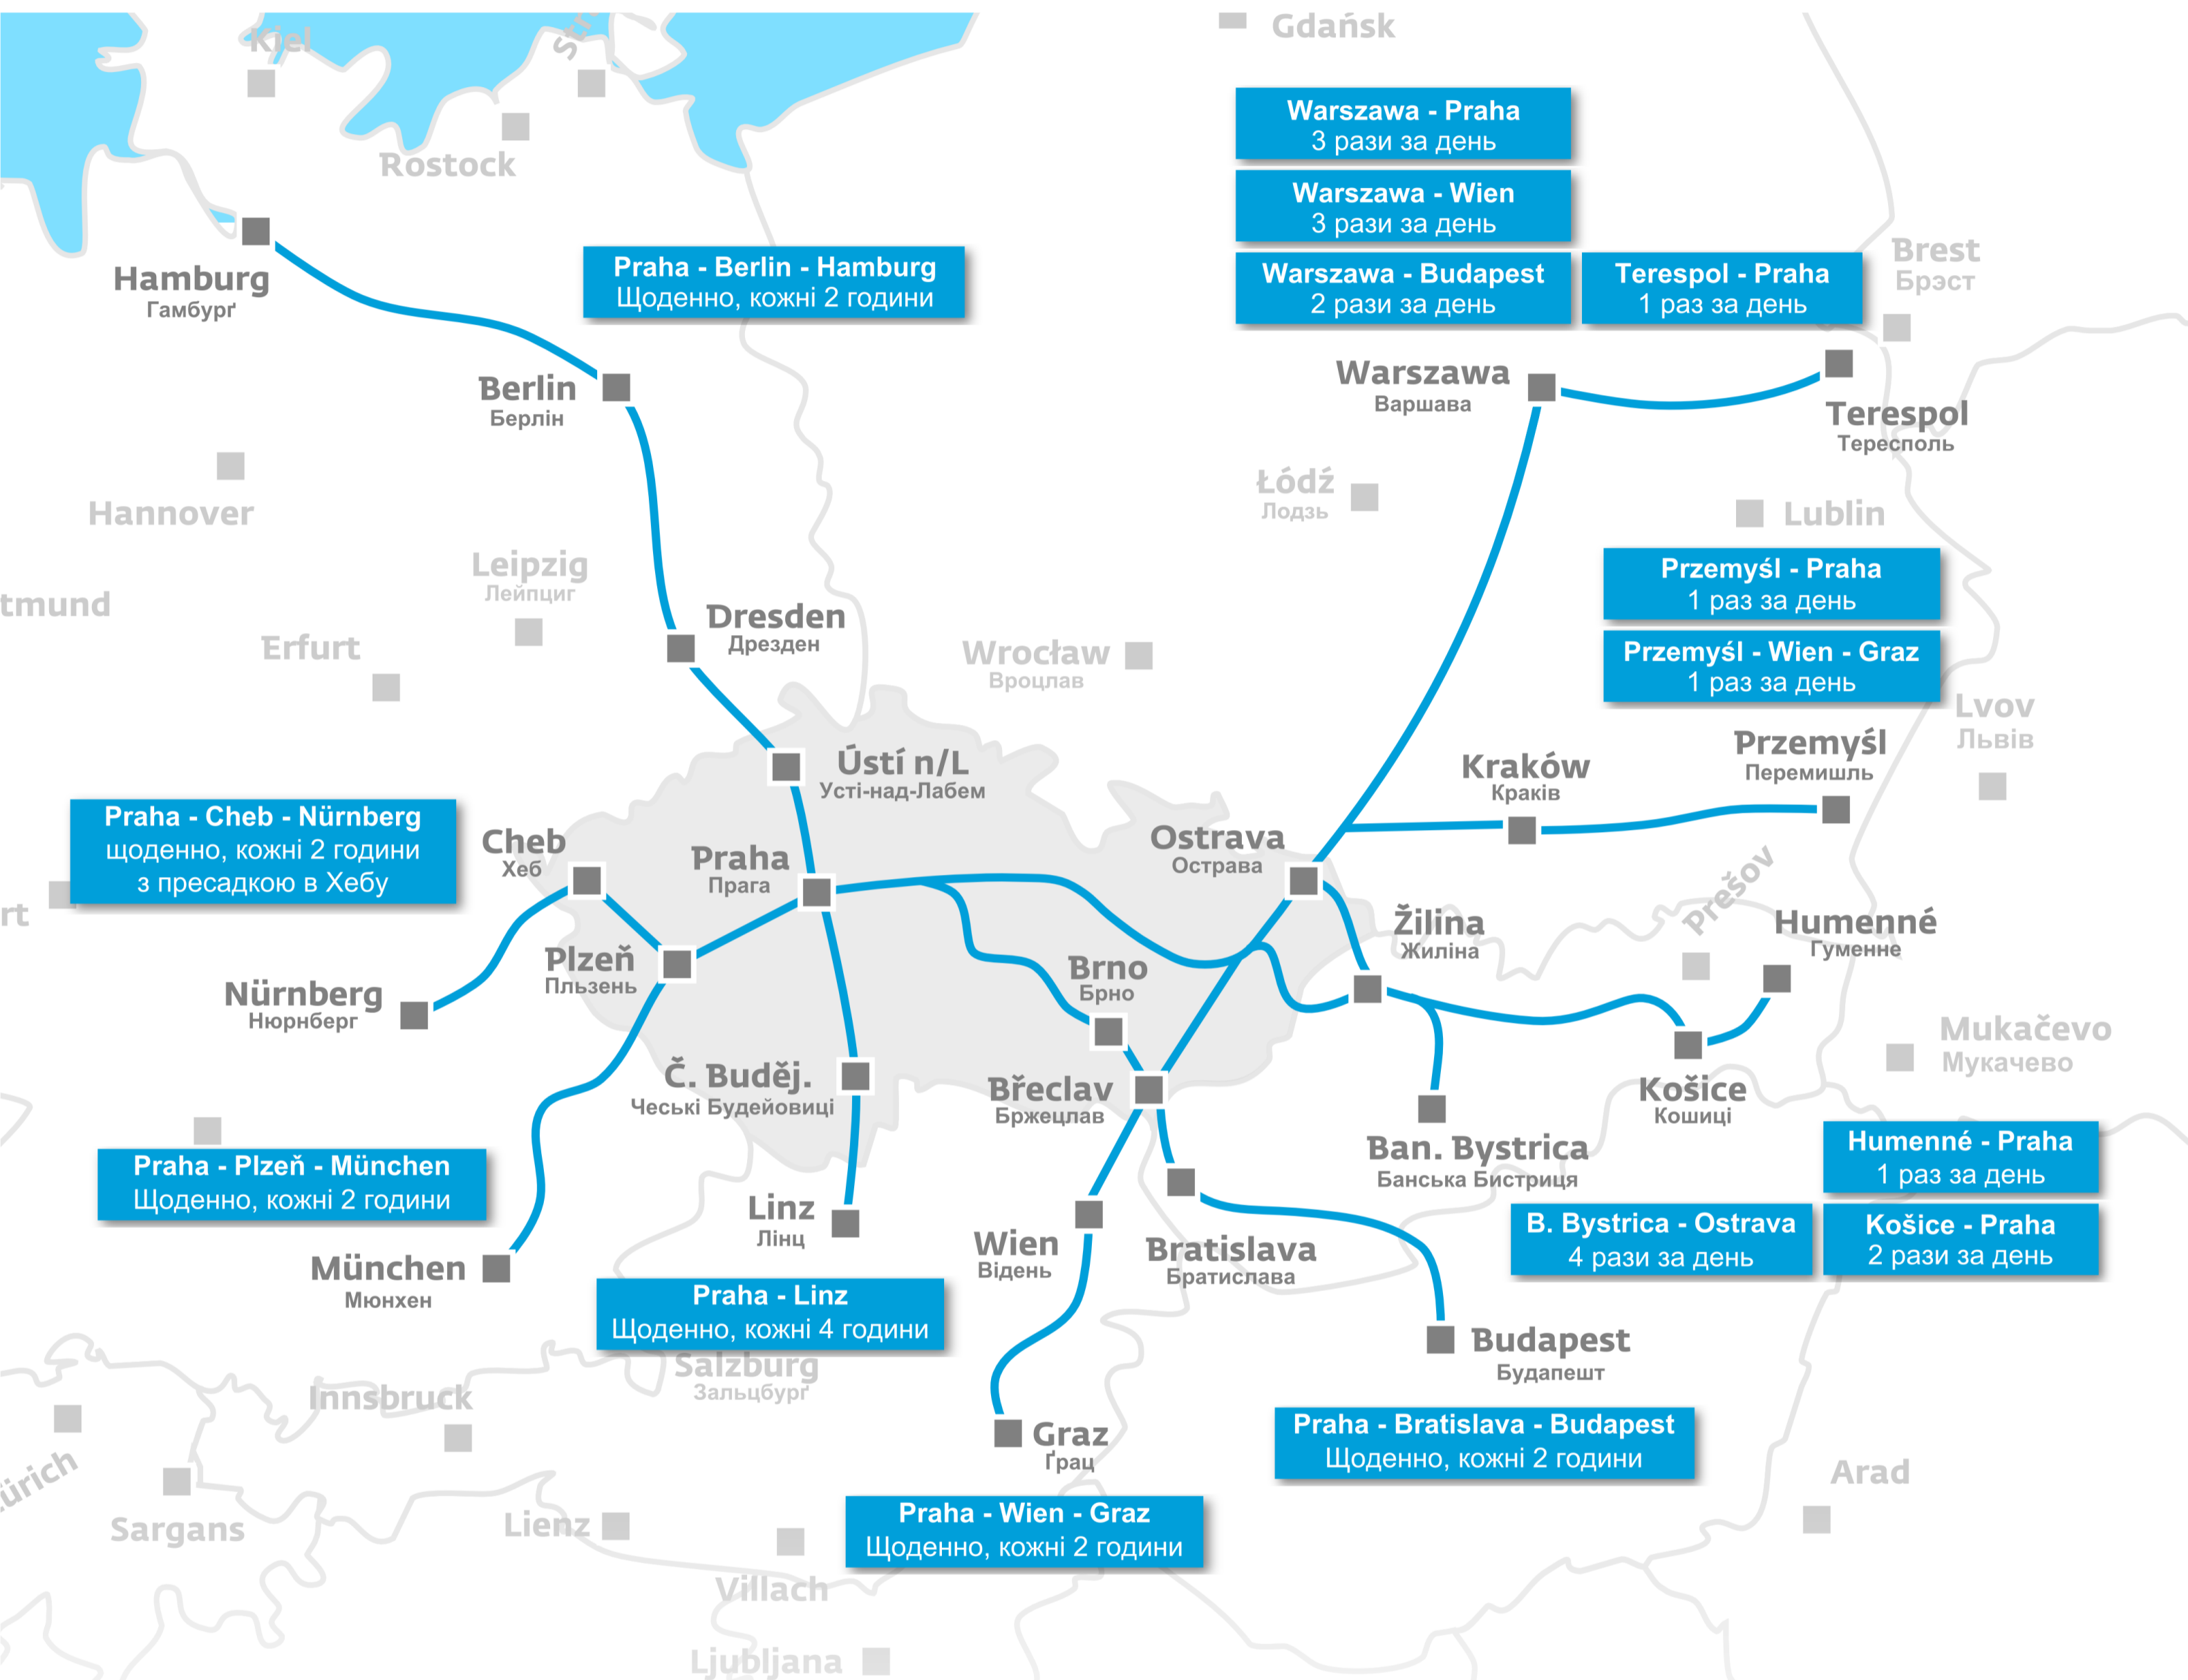 Kiel
Gdańsk
Rostock
Warszawa - Praha
3 рази за день
Warszawa - Wien
3 рази за день
Warszawa - Budapest
2 рази за день
Terespol - Praha
1 раз за день
Brest
Брэст
Hamburg
Гамбурґ
Praha - Berlin - Hamburg
Щоденно, кожні 2 години
Berlin
Берлін
Warszawa
Варшава
Terespol
Тересполь
Łódź
Лодзь
Hannover
Lublin
Leipzig
Лейпциг
tmund
Erfurt
Dresden
Дрезден
Wrocław
Вроцлав
Przemyśl - Praha
1 раз за день
Przemyśl - Wien - Graz
1 раз за день
Lvov
Львів
Ústí n/L
Усті-над-Лабем
Kraków
Краків
Przemyśl
Перемишль
Praha - Cheb - Nürnberg
щоденно, кожні 2 години
з пресадкою в Хебу
Cheb
Хеб
Praha
Прага
Ostrava
Острава
rt
Prešov
Žilina
Жиліна
Humenné
Гуменне
Plzeň
Пльзень
Brno
Брно
Nürnberg
Нюрнберг
Mukačevo
Мукачево
Č. Buděj.
Чеські Будейовиці
Břeclav
Бржецлав
Košice
Кошиці
Ban. Bystrica
Банська Бистриця
Praha - Plzeň - München
Щоденно, кожні 2 години
Humenné - Praha
1 раз за день
B. Bystrica - Ostrava
4 рази за день
Košice - Praha
2 рази за день
Linz
Лінц
Wien
Відень
Bratislava
Братислава
München
Мюнхен
Praha - Linz
Щоденно, кожні 4 години
Budapest
Будапешт
Salzburg
Зальцбурґ
Innsbruck
Graz
Ґрац
Praha - Bratislava - Budapest
Щоденно, кожні 2 години
ürich
Arad
Sargans
Lienz
Praha - Wien - Graz
Щоденно, кожні 2 години
Villach
Ljubljana